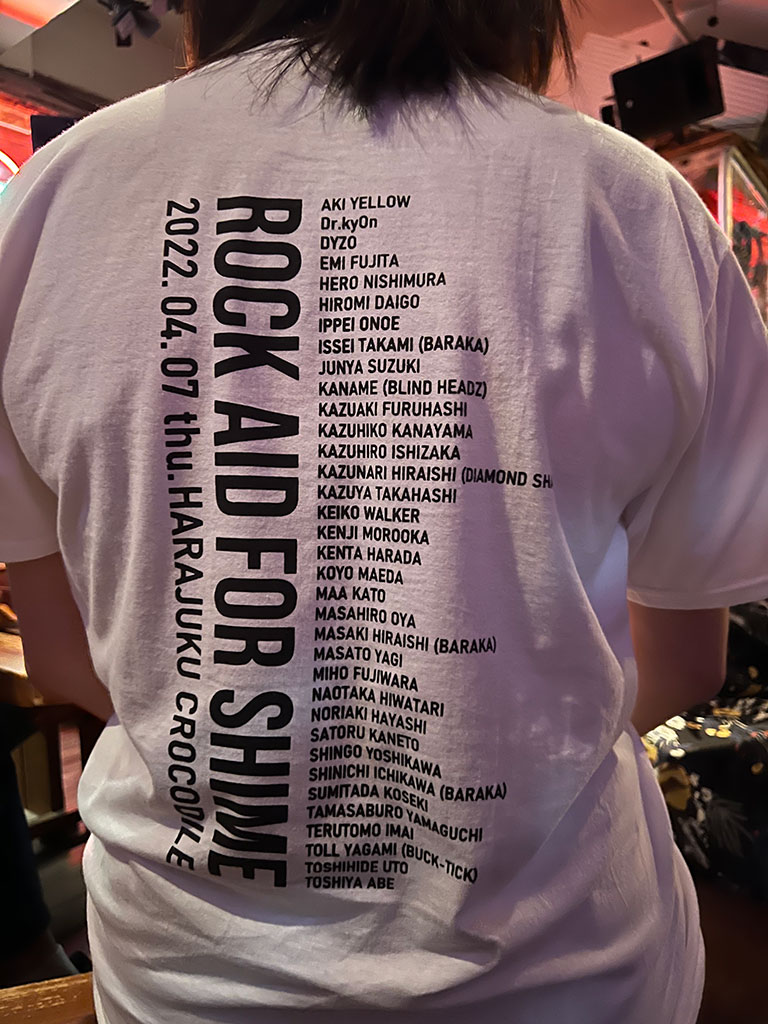 2022. 04. 07 thu. HARAJUKU CROCODILE
ROCK AID FOR SHIME
AKI YELLOW
Dr.kyOn
DYZO
EMI FUJITA
HERO NISHIMURA
HIROMI DAIGO
IPPEI ONOE
ISSEI TAKAMI (BARAKA)
JUNYA SUZUKI
KANAME (BLIND HEADZ)
KAZUAKI FURUHASHI
KAZUHIKO KANAYAMA
KAZUHIRO ISHIZAKA
KAZUNARI HIRAISHI (DIAMOND
KAZUYA TAKAHASHI
KEIKO WALKER
KENJI MOROOKA
KENTA HARADA
KOYO MAEDA
MAA KATO
MASAHIRO OYA
MASAKI HIRAISHI (BARAKA)
MASATO YAGI
MIHO FUJIWARA
NAOTAKA HIWATARI
NORIAKI HAYASHI
SATORU KANETO
SHINGO YOSHIKAWA
SHINICHI ICHIKAWA (BARAKA)
SUMITADA KOSEKI
TAMASABURO YAMAGUCHI
TERUTOMO IMAI
TOLL YAGAMI (BUCK-TICK)
TOSHIHIDE UTO
TOSHIYA ABE